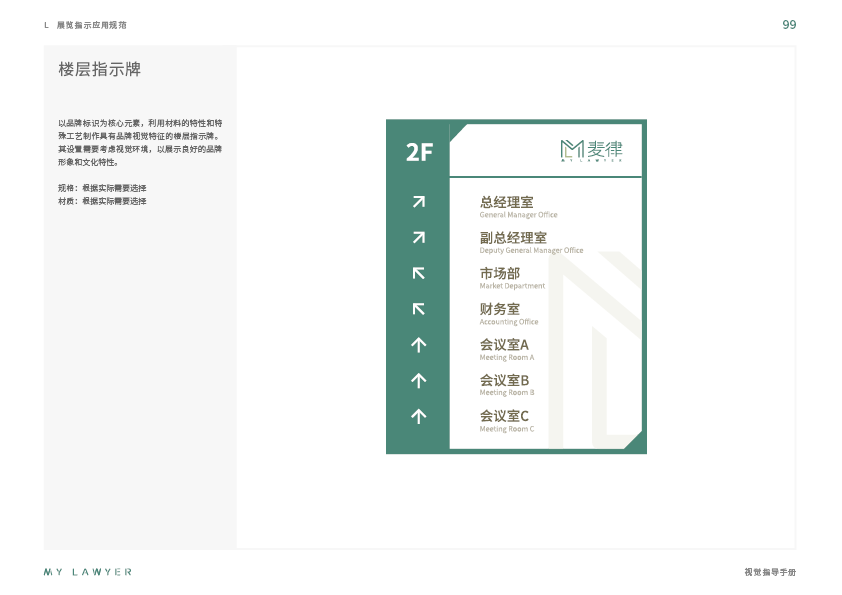 L 展览指示应用规范
99
楼层指示牌
以品牌标识为核心元素，利用材料的特性和特
殊工艺制作具有品牌视觉特征的楼层指示牌。
其设置需要考虑视觉环境，以展示良好的品牌
形象和文化特性。
规格：根据实际需要选择
材质：根据实际需要选择
2F
麦律
MY LAWYER
总经理室
General Manager Office
副总经理室
Deputy General Manager Office
市场部
Market Department
财务室
Accounting Office
会议室A
Meeting Room A
会议室B
Meeting Room B
会议室C
Meeting Room C
MY LAWYER
视觉指导手册